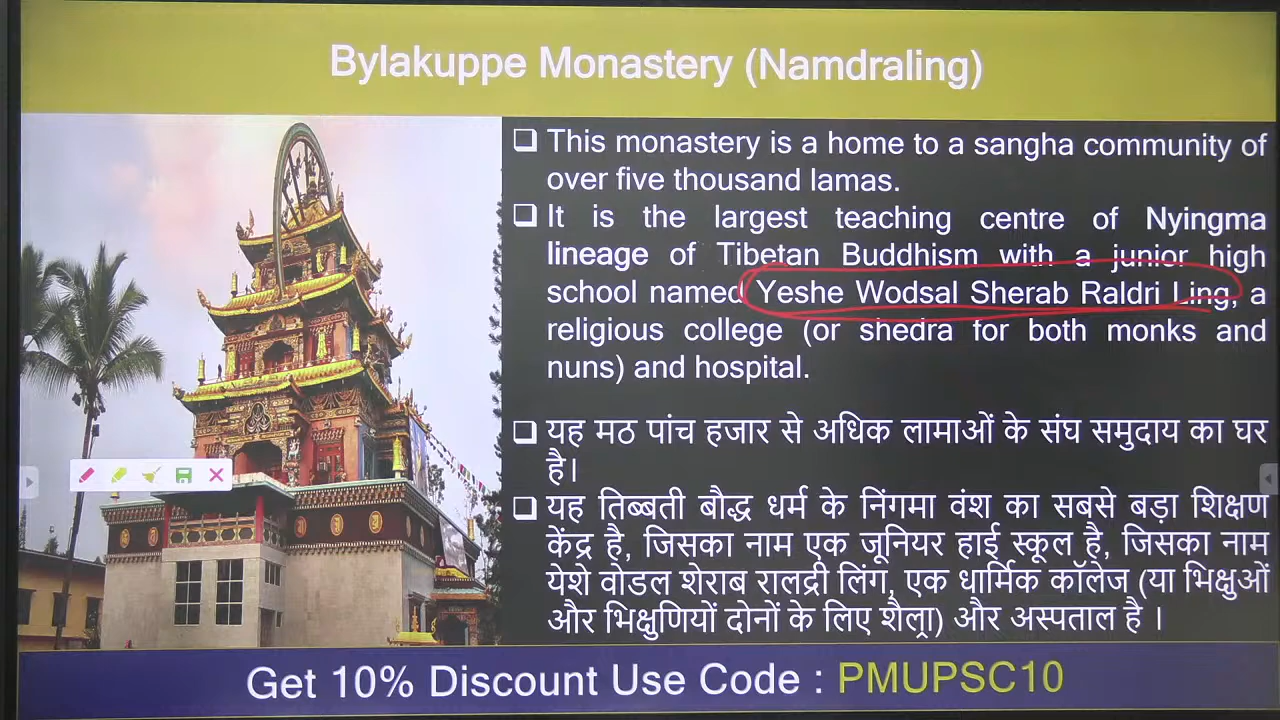 Bylakuppe Monastery (Namdraling)
❑ This monastery is a home to a sangha community of
over five thousand lamas.
❑ It is the largest teaching centre of Nyingma
lineage of Tibetan Buddhism with a junior high
school named Yeshe Wodsal Sherab Raldri Ling, a
religious college (or shedra for both monks and
nuns) and hospital.
❑ यह मठ पांच हजार से अधिक लामाओं के संघ समुदाय का घर
है।
❑ यह तिब्बती बौद्ध धर्म के निंगमा वंश का सबसे बड़ा शिक्षण
केंद्र है, जिसका नाम एक जूनियर हाई स्कूल है, जिसका नाम
येशे वोडल शेराब रालद्री लिंग, एक धार्मिक कॉलेज (या भिक्षुओं
और भिक्षुणियों दोनों के लिए शैल्रा) और अस्पताल है ।
Get 10% Discount Use Code : PMUPSC10